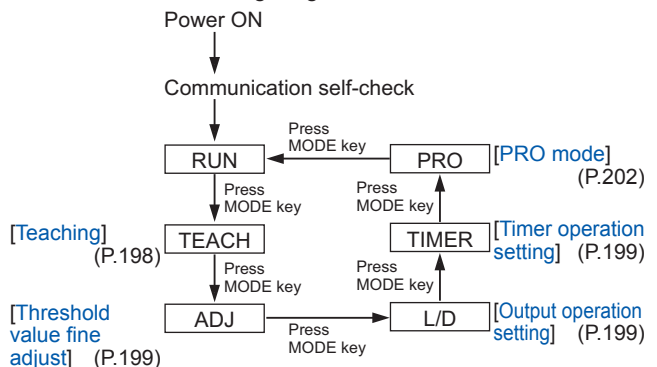 Power ON
Communication self-check
RUN
Press
MODE key
PRO
[PRO mode]
(P.202)
Press
MODE key
Press
MODE key
[Teaching]
(P.198)
TEACH
TIMER
[Timer operation
setting] (P.199)
Press
MODE key
Press
MODE key
[Threshold
value fine
adjust] (P.199)
ADJ
Press
MODE key
L/D
[Output operation
setting] (P.199)